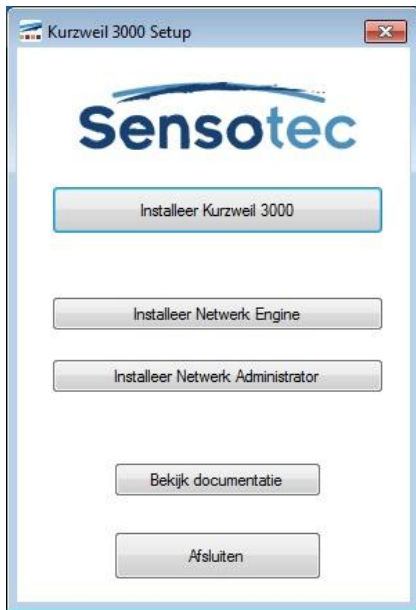 Kurzweil 3000 Setup
Sensotec
Installeer Kurzweil 3000
Installeer Netwerk Engine
Installeer Netwerk Administrator
Bekijk documentatie
Afsluiten